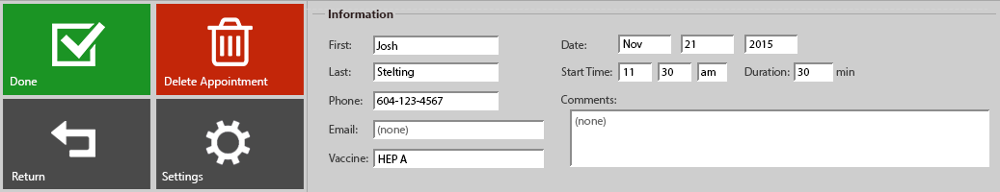 Done
Delete Appointment
Return
Settings
Information
First: Josh
Last: Stelting
Phone: 604-123-4567
Email: (none)
Vaccine: HEP A
Date: Nov 21 2015
Start Time: 11 30 am Duration: 30 min
Comments:
(none)